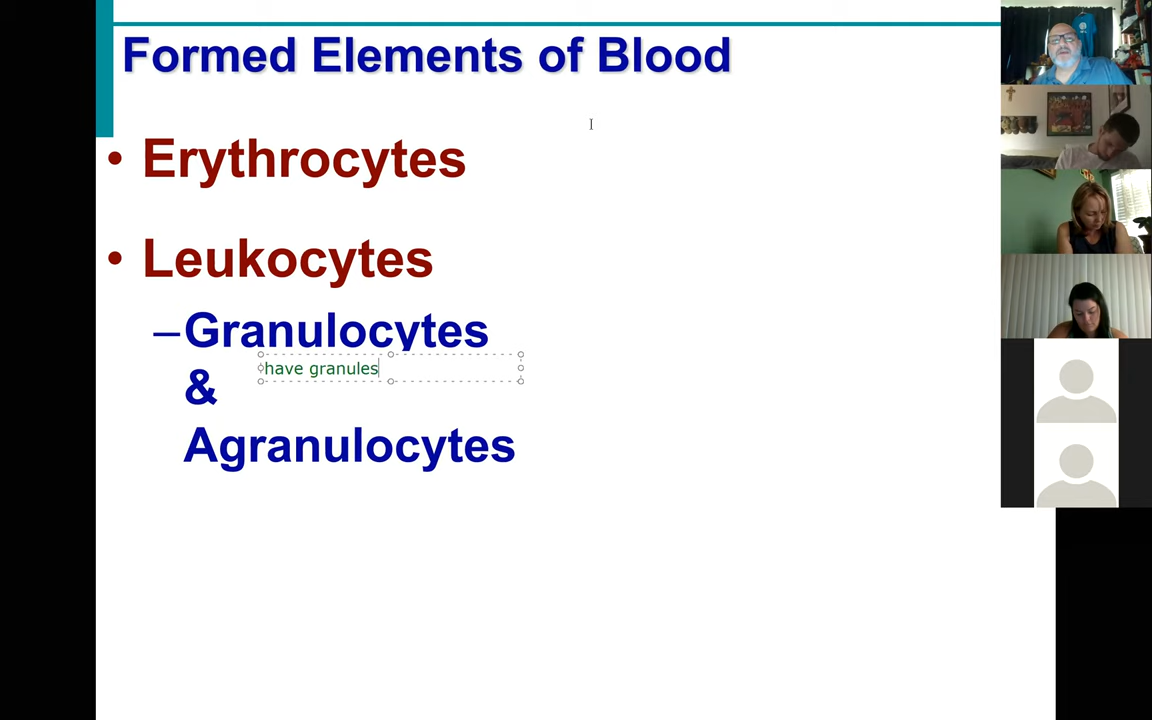 Formed Elements of Blood
• Erythrocytes
• Leukocytes
–Granulocytes
have granules
&
Agranulocytes